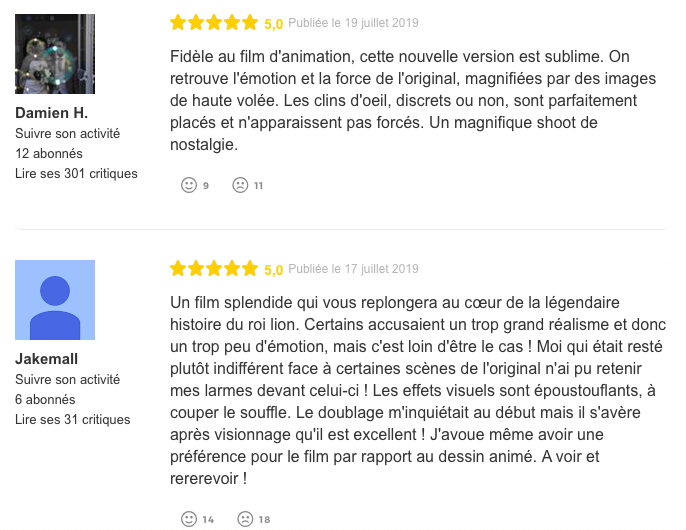 5,0 Publiée le 19 juillet 2019
Fidèle au film d'animation, cette nouvelle version est sublime. On
retrouve l'émotion et la force de l'original, magnifiées par des images
de haute volée. Les clins d'oeil, discrets ou non, sont parfaitement
placés et n'apparaissent pas forcés. Un magnifique shoot de
nostalgie.
Damien H.
Suivre son activité
12 abonnés
Lire ses 301 critiques
9 11
5,0 Publiée le 17 juillet 2019
Un film splendide qui vous replongera au cœur de la légendaire
histoire du roi lion. Certains accusaient un trop grand réalisme et donc
un trop peu d'émotion, mais c'est loin d'être le cas ! Moi qui était resté
plutôt indifférent face à certaines scènes de l'original n'ai pu retenir
mes larmes devant celui-ci ! Les effets visuels sont époustouflants, à
couper le souffle. Le doublage m'inquiétait au début mais il s'avère
après visionnage qu'il est excellent ! J'avoue même avoir une
préférence pour le film par rapport au dessin animé. A voir et
rererevoir !
Jakemall
Suivre son activité
6 abonnés
Lire ses 31 critiques
14 18